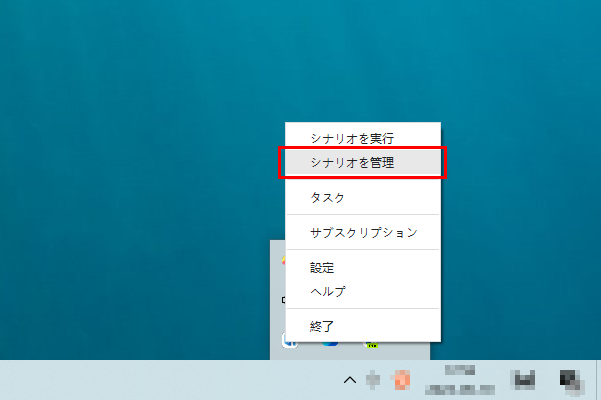 シナリオを実行
シナリオを管理
タスク
サブスクリプション
設定
ヘルプ
終了